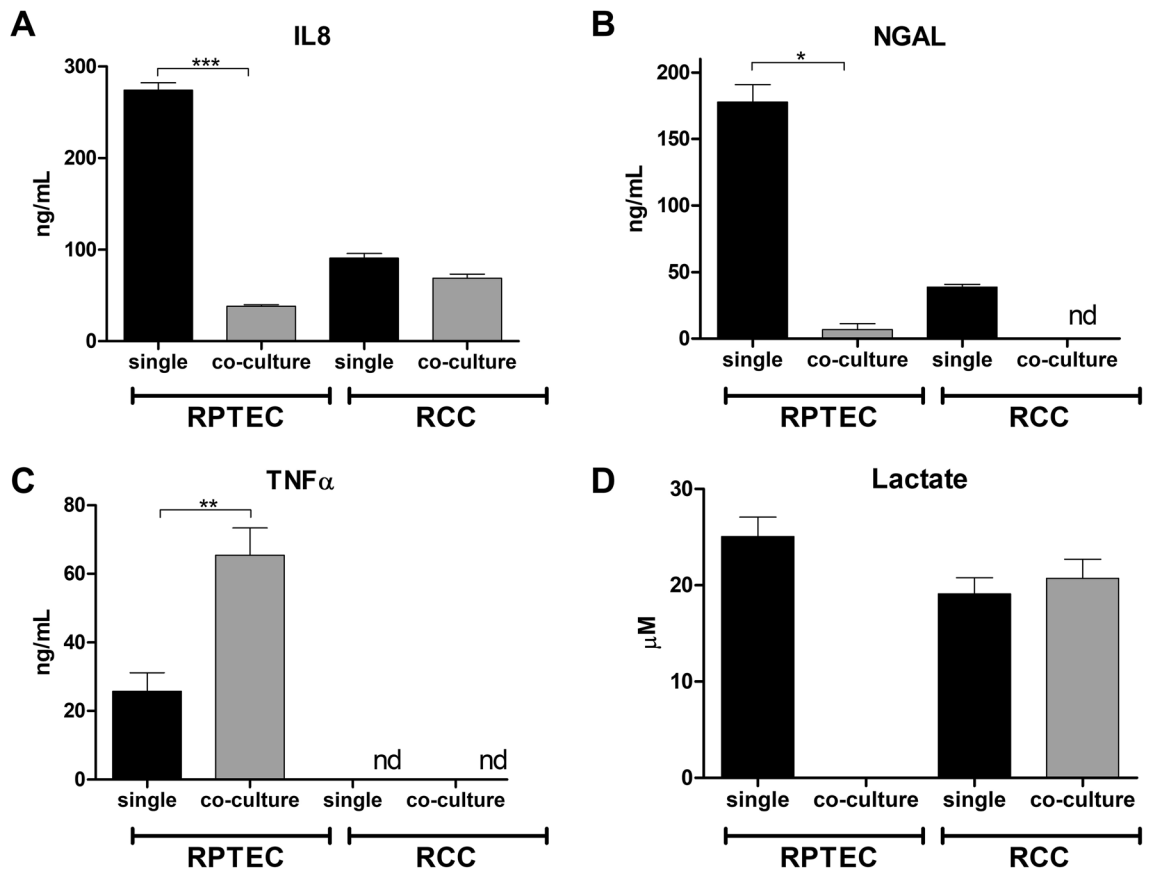 A
IL8
300
200
100
0
ng/mL
***
single co-culture single co-culture
RPTEC RCC
B
NGAL
200
150
100
50
0
ng/mL
*
nd
single co-culture single co-culture
RPTEC RCC
C
TNFα
80
60
40
20
0
ng/mL
**
nd nd
single co-culture single co-culture
RPTEC RCC
D
Lactate
30
20
10
0
μM
single co-culture single co-culture
RPTEC RCC